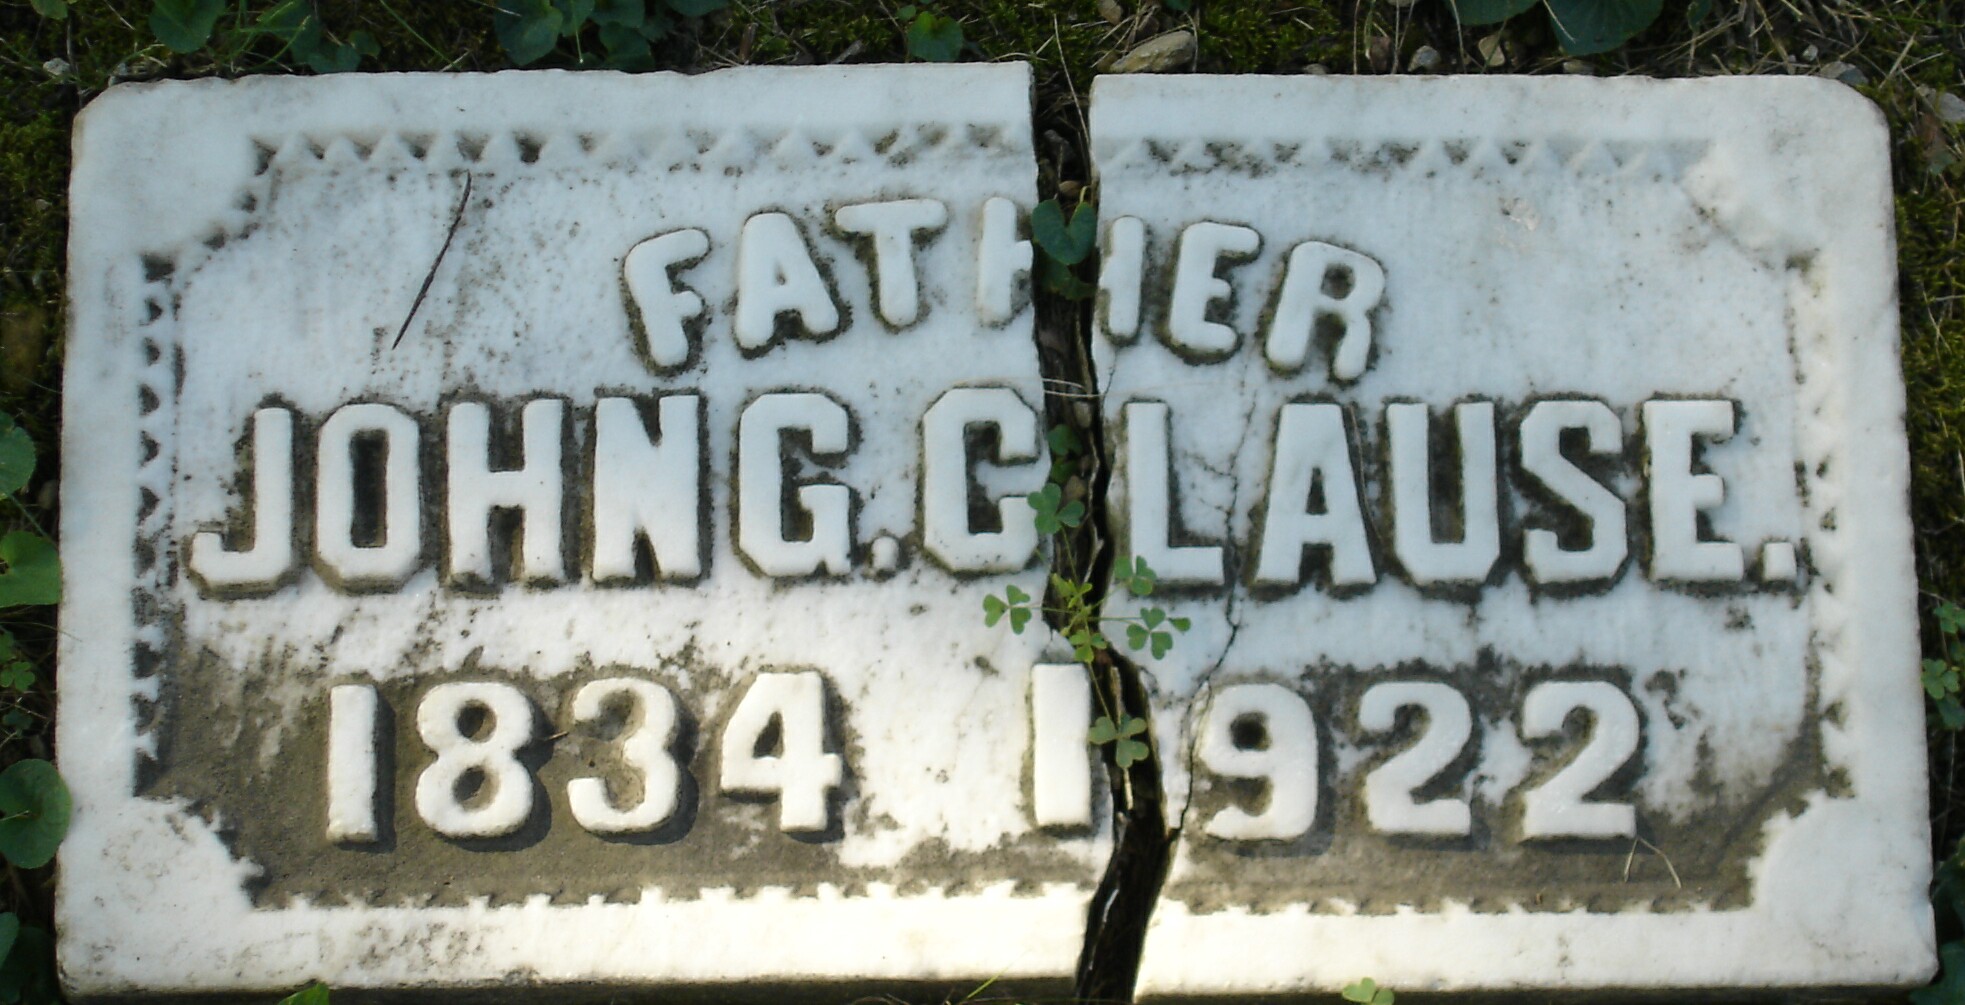 FATHER
JOHN G. CLAUSE.
1834 1922